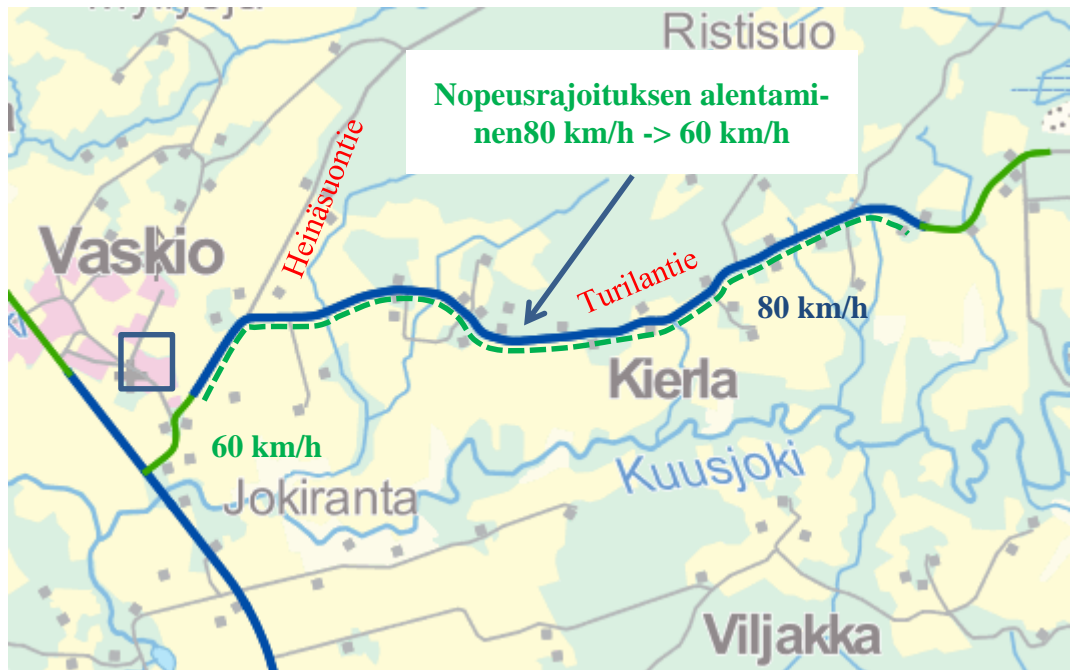 Ristisuo
Nopeusrajoituksen alentami-
nen80 km/h -> 60 km/h
Heinäsuontie
Vaskio
Turilantie
80 km/h
Kierla
60 km/h
Kuusjoki
Jokiranta
Viljakka